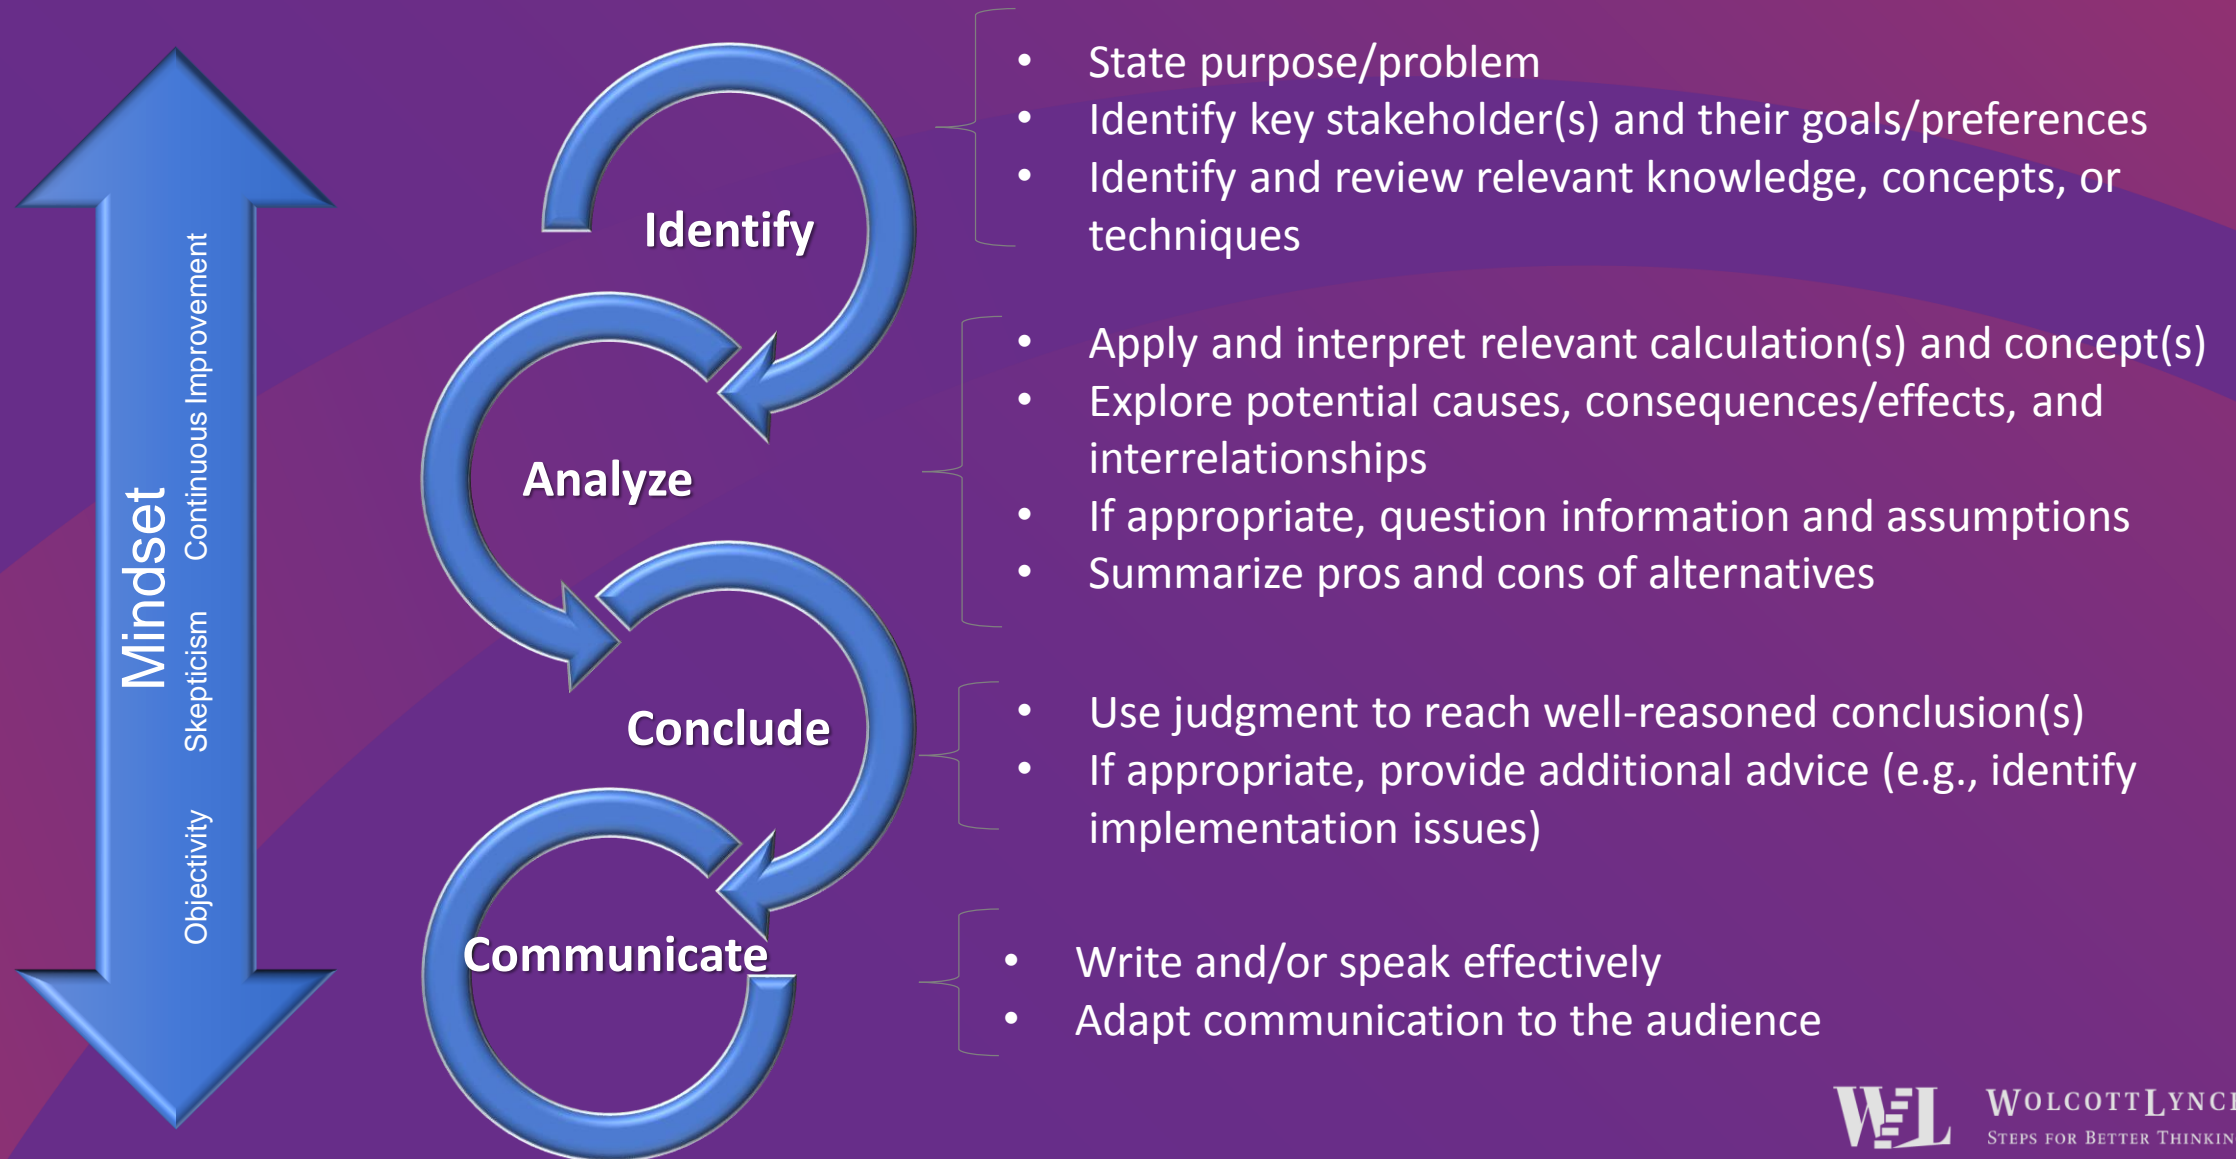 Mindset
Objectivity Skepticism Continuous Improvement
Identify
• State purpose/problem
• Identify key stakeholder(s) and their goals/preferences
• Identify and review relevant knowledge, concepts, or
techniques
Analyze
• Apply and interpret relevant calculation(s) and concept(s)
• Explore potential causes, consequences/effects, and
interrelationships
• If appropriate, question information and assumptions
• Summarize pros and cons of alternatives
Conclude
• Use judgment to reach well-reasoned conclusion(s)
• If appropriate, provide additional advice (e.g., identify
implementation issues)
Communicate
• Write and/or speak effectively
• Adapt communication to the audience
WL
WOLCOTT
STEPS FOR BETTER